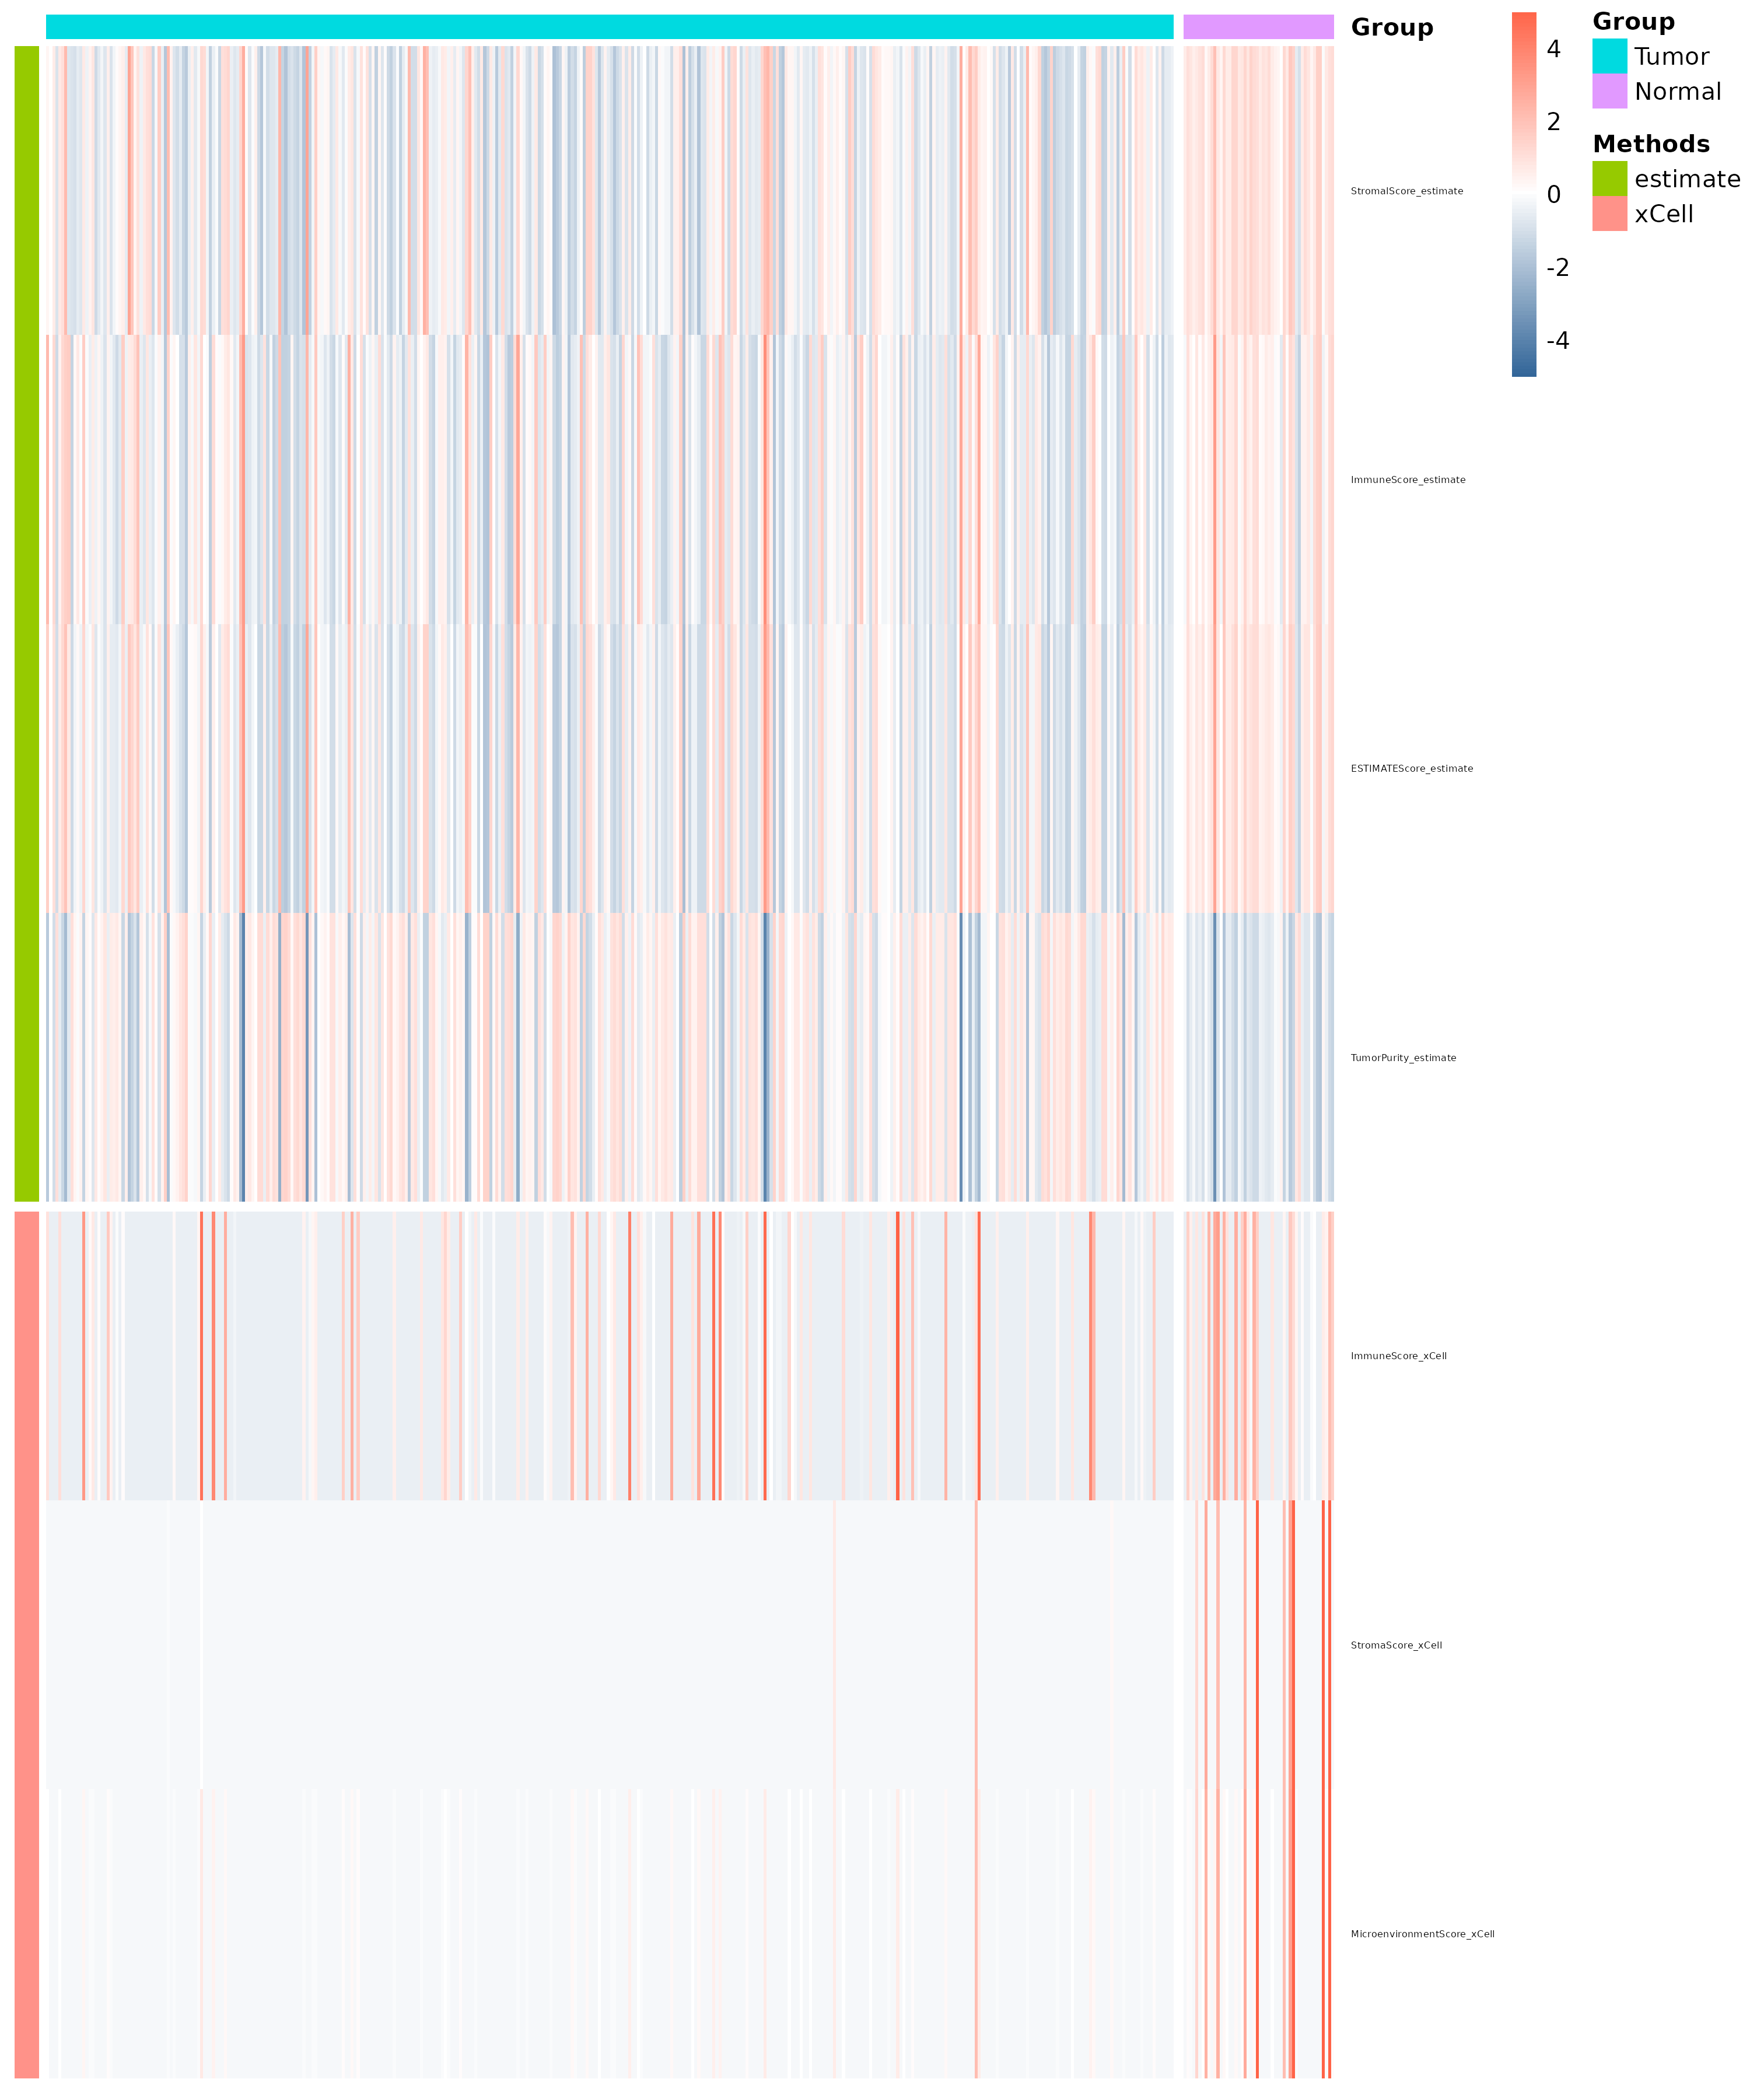 Group
StromalScore_estimate
ImmuneScore_estimate
ESTIMATEScore_estimate
TumorPurity_estimate
ImmuneScore_xCell
StromaScore_xCell
MicroenvironmentScore_xCell
4
2
0
-2
-4
Group
Tumor
Normal
Methods
estimate
xCell